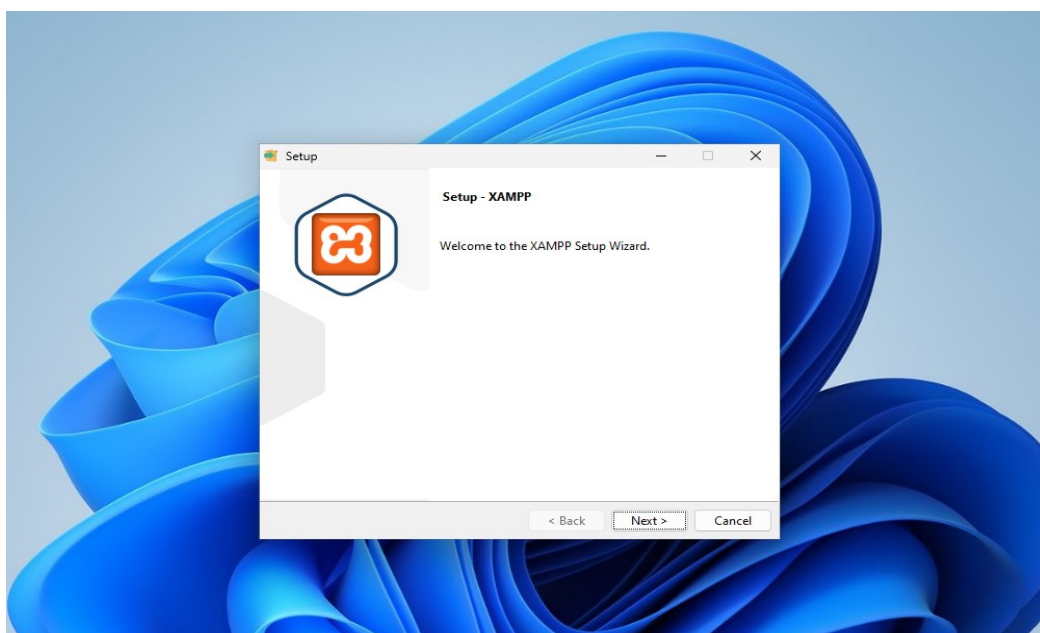 Setup
Setup - XAMPP
Welcome to the XAMPP Setup Wizard.
< Back
Next >
Cancel